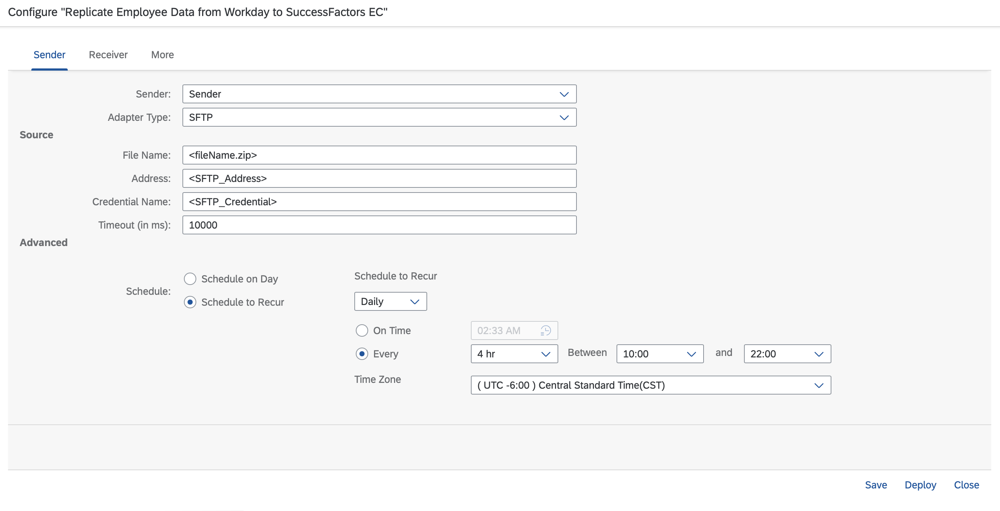 Configure "Replicate Employee Data from Workday to SuccessFactors EC"
Sender Receiver More
Sender: Sender
Adapter Type: SFTP
Source
File Name: <fileName.zip>
Address: <SFTP_Address>
Credential Name: <SFTP_Credential>
Timeout (in ms): 10000
Advanced
Schedule:
Schedule on Day
Schedule to Recur
Schedule to Recur
Daily
On Time 02:33 AM
Every 4 hr Between 10:00 and 22:00
Time Zone ( UTC -6:00 ) Central Standard Time(CST)
Save Deploy Close